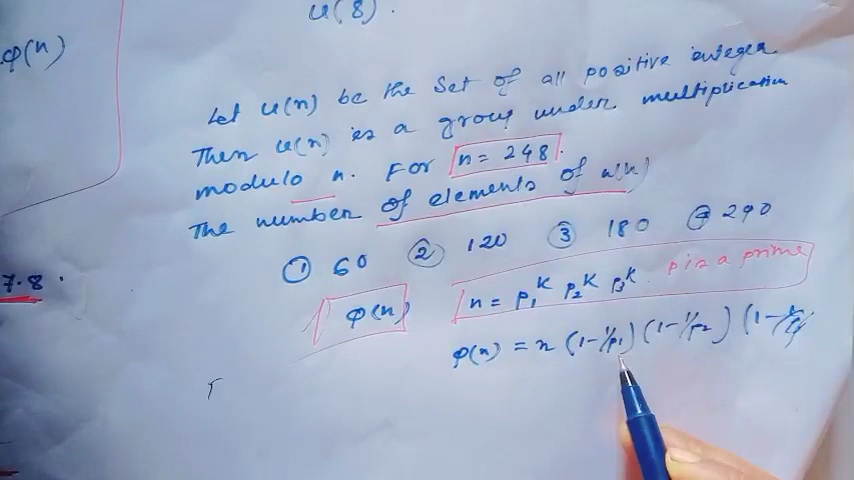 U(8).
φ(n)
Let U(n) be the set of all positive integer
Then U(n) is a group under multiplication
modulo n. For n = 248.
The number of elements of u(n)
① 60 ② 120 ③ 180 ④ 240
7.8.
φ(n) n = p₁ᴷ p₂ᴷ p₃ᴷ. p is a prime
φ(n) = n (1-1/p₁) (1-1/p₂) (1-